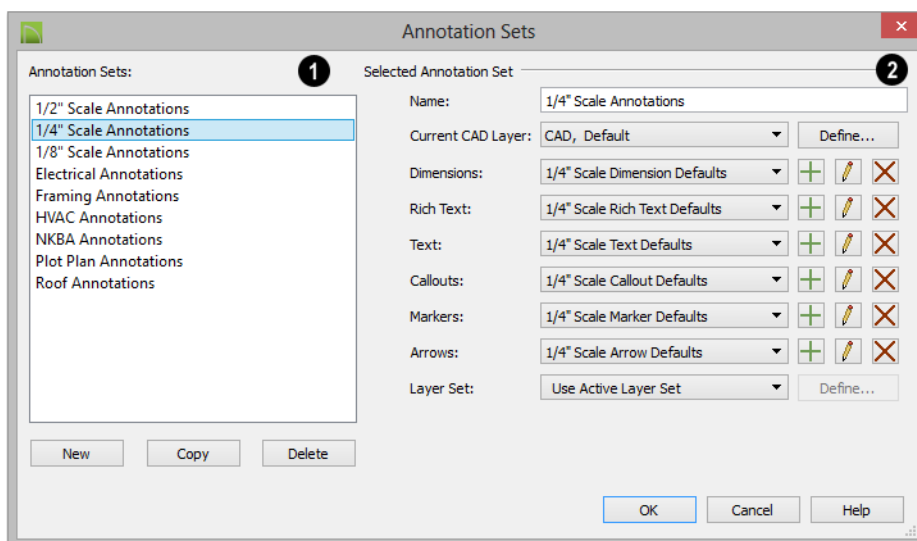 Annotation Sets
Annotation Sets: 1 Selected Annotation Set 2
1/2" Scale Annotations
1/4" Scale Annotations
1/8" Scale Annotations
Electrical Annotations
Framing Annotations
HVAC Annotations
NKBA Annotations
Plot Plan Annotations
Roof Annotations
New Copy Delete
Name: 1/4" Scale Annotations
Current CAD Layer: CAD, Default Define...
Dimensions: 1/4" Scale Dimension Defaults
Rich Text: 1/4" Scale Rich Text Defaults
Text: 1/4" Scale Text Defaults
Callouts: 1/4" Scale Callout Defaults
Markers: 1/4" Scale Marker Defaults
Arrows: 1/4" Scale Arrow Defaults
Layer Set: Use Active Layer Set Define...
OK Cancel Help